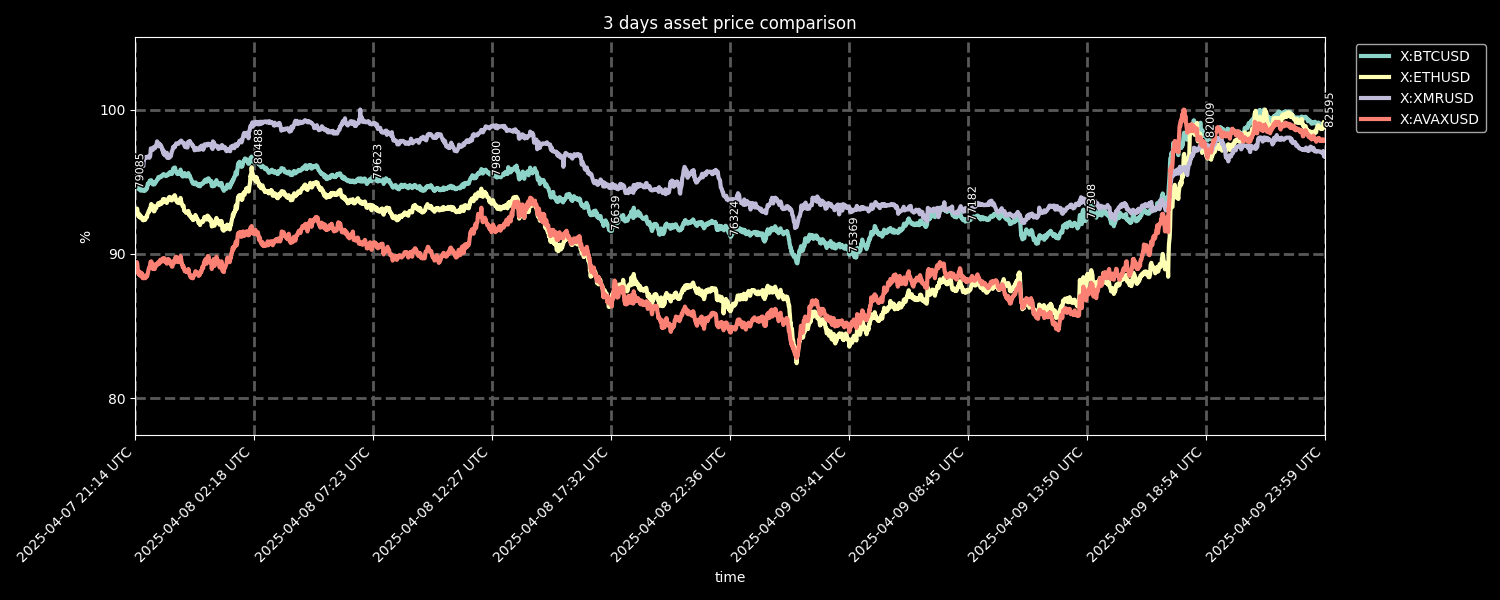 3 days asset price comparison
X:BTCUSD
X:ETHUSD
X:XMRUSD
X:AVAXUSD
100
90
80
%
79085
80488
79623
79800
76639
76324
75369
77182
77308
82009
82595
2025-04-07 21:14 UTC
2025-04-08 02:18 UTC
2025-04-08 07:23 UTC
2025-04-08 12:27 UTC
2025-04-08 17:32 UTC
2025-04-08 22:36 UTC
2025-04-09 03:41 UTC
2025-04-09 08:45 UTC
2025-04-09 13:50 UTC
2025-04-09 18:54 UTC
2025-04-09 23:59 UTC
time